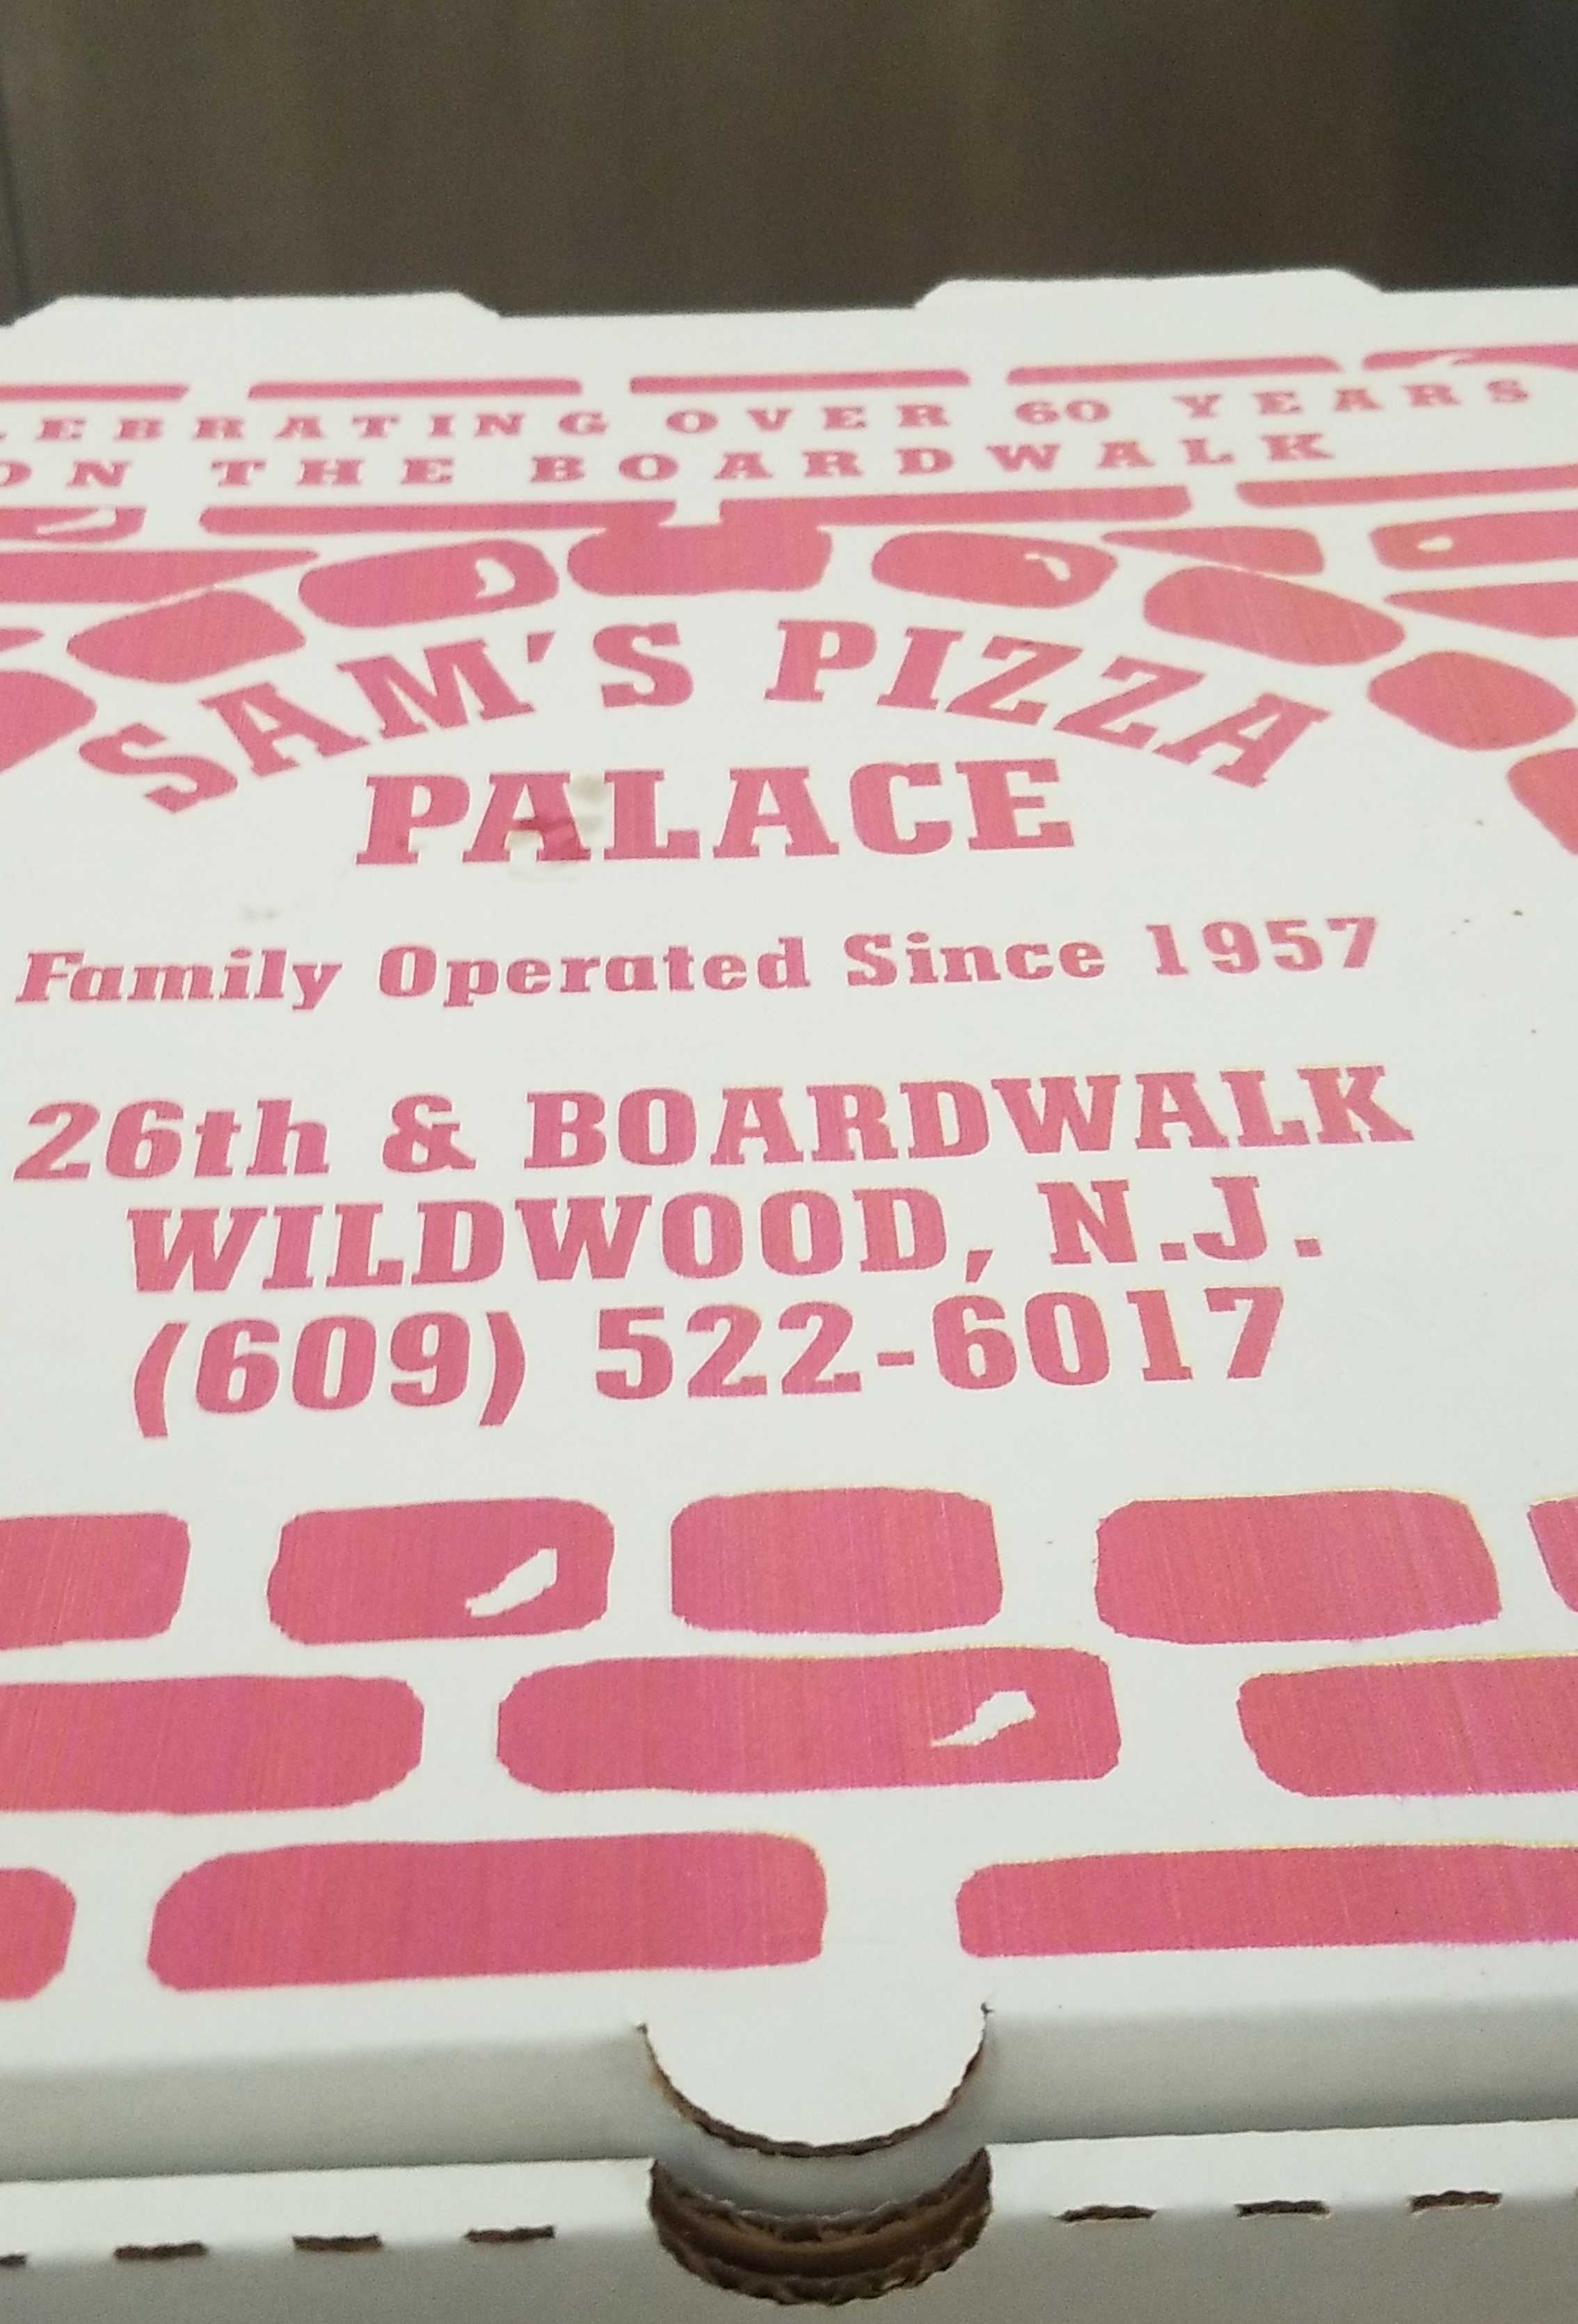 ELEBRATING OVER 60 YEARS
ON THE BOARDWALK
SAM'S PIZZA
PALACE
Family Operated Since 1957
26th & BOARDWALK
WILDWOOD, N.J.
(609) 522-6017